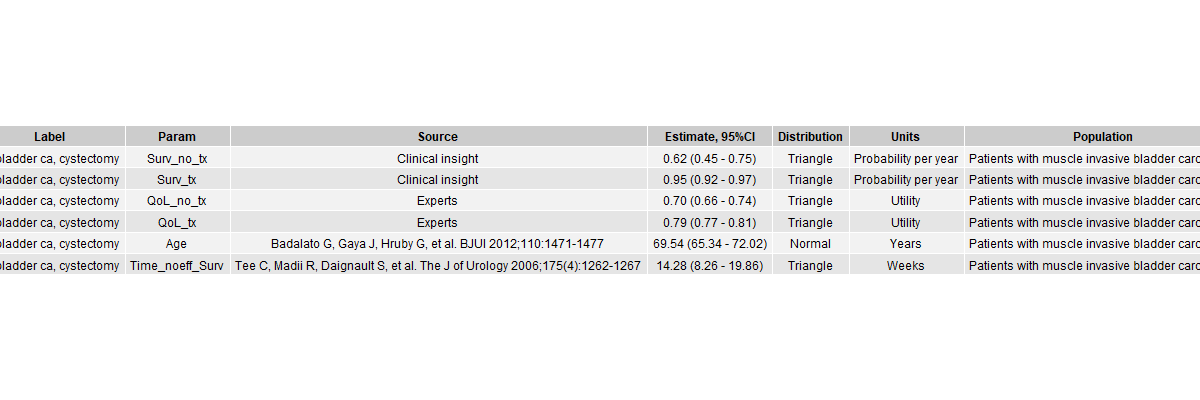 Label Param Source Estimate, 95%CI Distribution Units Population
bladder ca, cystectomy Surv_no_tx Clinical insight 0.62 (0.45 - 0.75) Triangle Probability per year Patients with muscle invasive bladder carc
bladder ca, cystectomy Surv_tx Clinical insight 0.95 (0.92 - 0.97) Triangle Probability per year Patients with muscle invasive bladder carc
bladder ca, cystectomy QoL_no_tx Experts 0.70 (0.66 - 0.74) Triangle Utility Patients with muscle invasive bladder carc
bladder ca, cystectomy QoL_tx Experts 0.79 (0.77 - 0.81) Triangle Utility Patients with muscle invasive bladder carc
bladder ca, cystectomy Age Badalato G, Gaya J, Hruby G, et al. BJUI 2012;110:1471-1477 69.54 (65.34 - 72.02) Normal Years Patients with muscle invasive bladder carc
bladder ca, cystectomy Time_noeff_Surv Tee C, Madii R, Daignault S, et al. The J of Urology 2006;175(4):1262-1267 14.28 (8.26 - 19.86) Triangle Weeks Patients with muscle invasive bladder carc